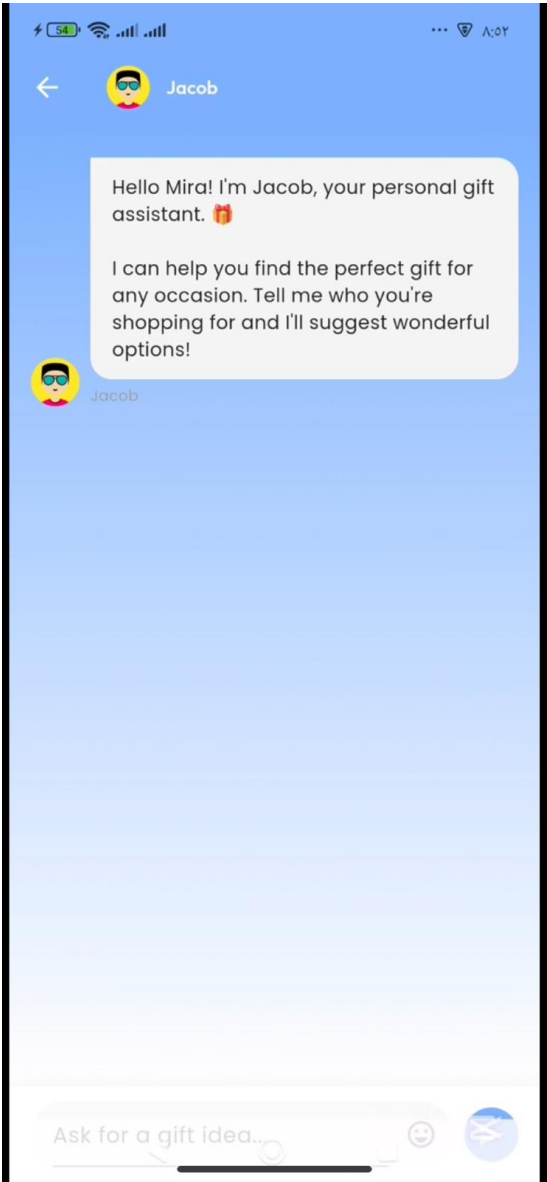 54
٨:٥٢
Jacob
Hello Mira! I'm Jacob, your personal gift
assistant. 🎁
I can help you find the perfect gift for
any occasion. Tell me who you're
shopping for and I'll suggest wonderful
options!
Jacob
Ask for a gift idea...